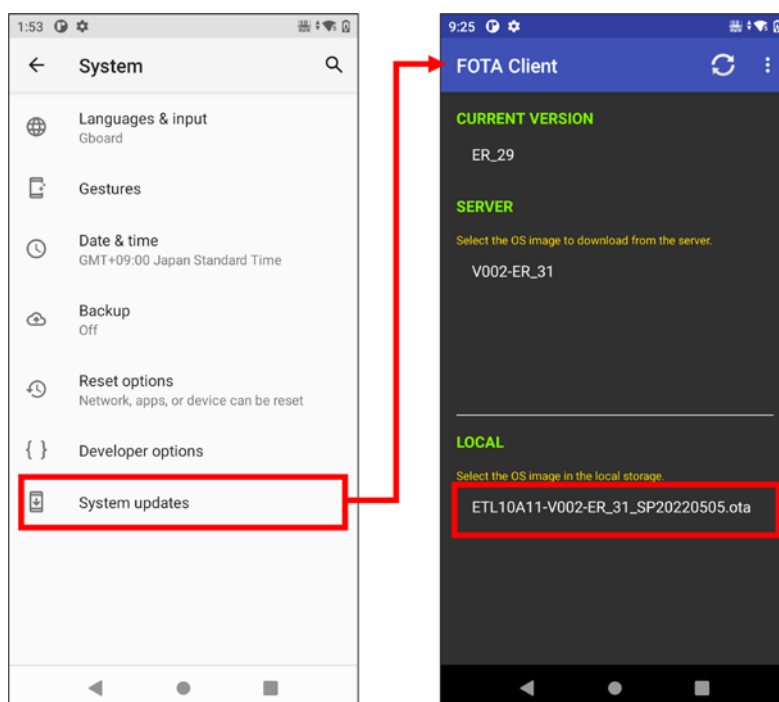 1:53
System
Languages & input
Gboard
Gestures
Date & time
GMT+09:00 Japan Standard Time
Backup
Off
Reset options
Network, apps, or device can be reset
{ } Developer options
System updates
9:25
FOTA Client
CURRENT VERSION
ER_29
SERVER
Select the OS image to download from the server.
V002-ER_31
LOCAL
Select the OS image in the local storage.
ETL10A11-V002-ER_31_SP20220505.ota